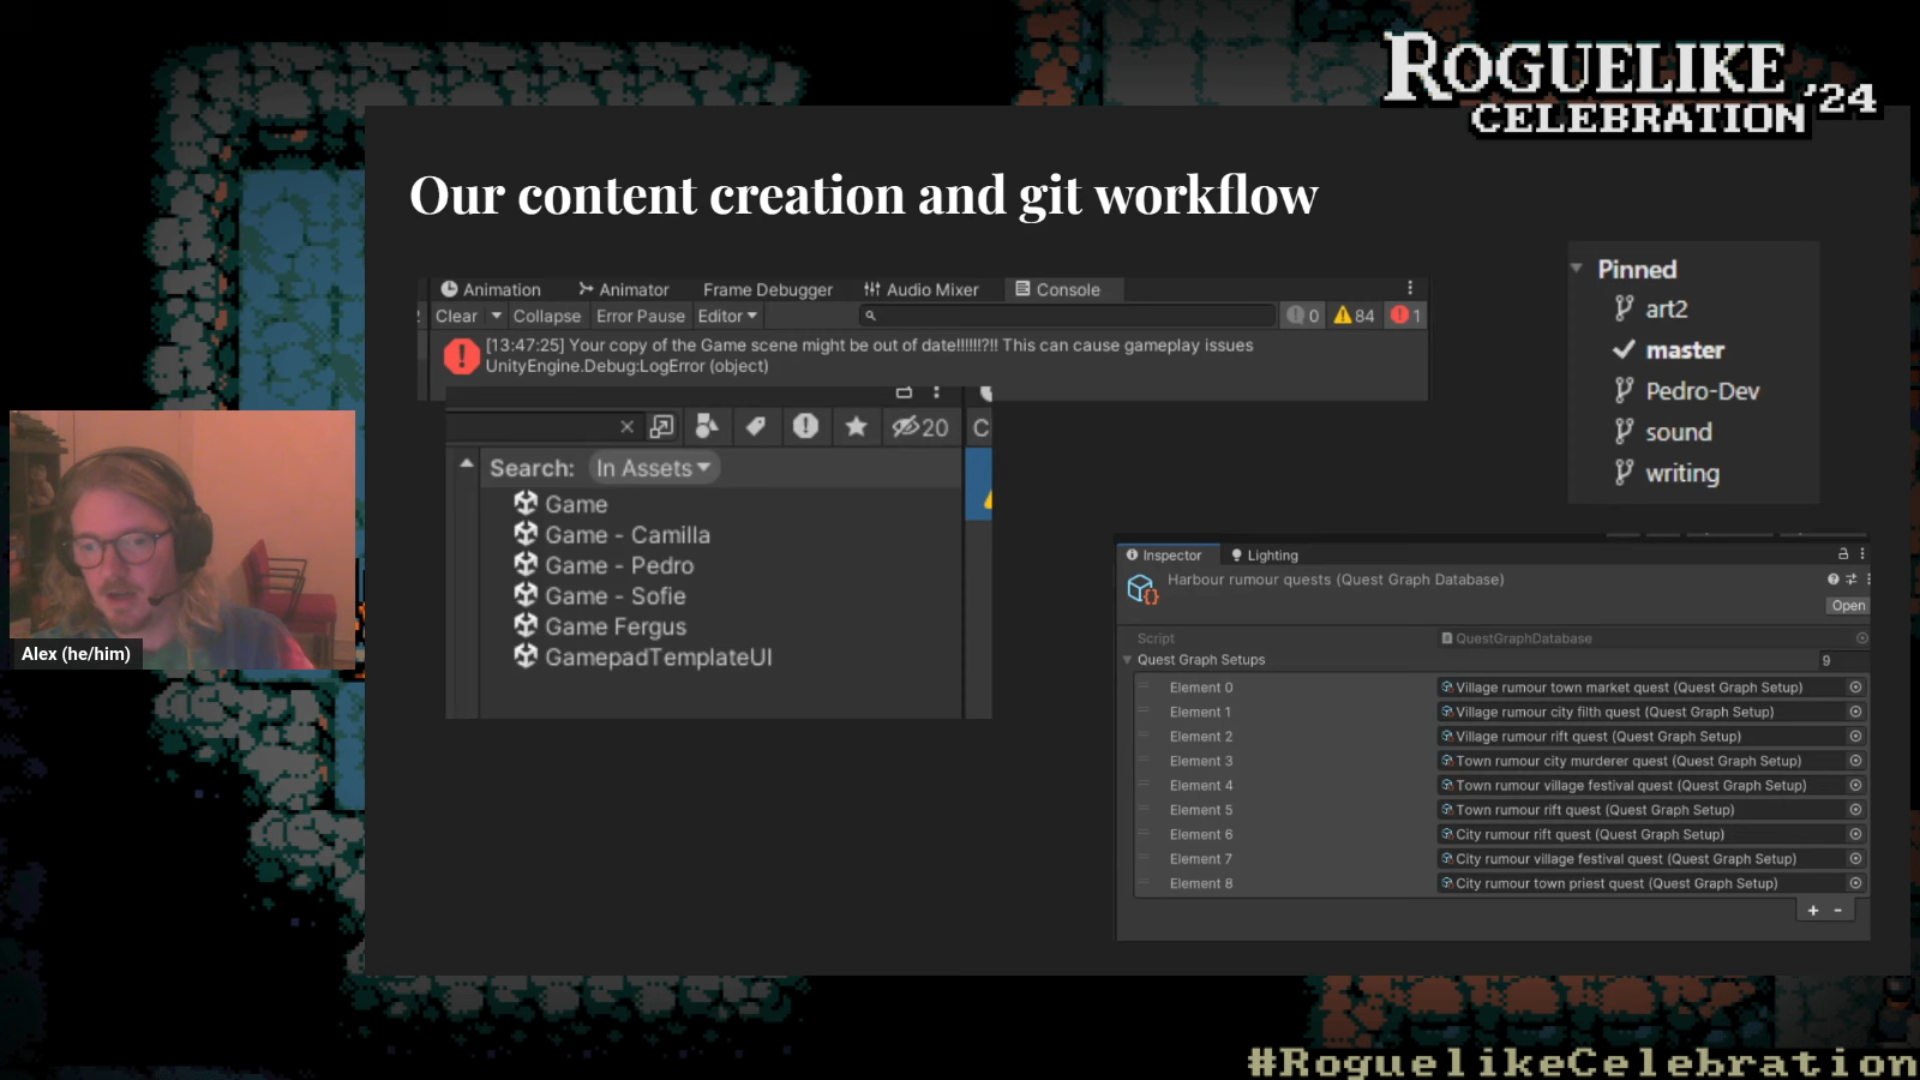 ROGUELIKE
CELEBRATION '24
Our content creation and git workflow
Animation Animator Frame Debugger Audio Mixer Console
Clear Collapse Error Pause Editor 0 84 1
[13:47:25] Your copy of the Game scene might be out of date!!!!!!?!! This can cause gameplay issues
UnityEngine.Debug:LogError (object)
20 C
Search: In Assets
Game
Game - Camilla
Game - Pedro
Game - Sofie
Game Fergus
GamepadTemplateUI
Pinned
art2
master
Pedro-Dev
sound
writing
Inspector Lighting
Harbour rumour quests (Quest Graph Database)
Open
Script QuestGraphDatabase
Quest Graph Setups 9
Element 0 Village rumour town market quest (Quest Graph Setup)
Element 1 Village rumour city filth quest (Quest Graph Setup)
Element 2 Village rumour rift quest (Quest Graph Setup)
Element 3 Town rumour city murderer quest (Quest Graph Setup)
Element 4 Town rumour village festival quest (Quest Graph Setup)
Element 5 Town rumour rift quest (Quest Graph Setup)
Element 6 City rumour rift quest (Quest Graph Setup)
Element 7 City rumour village festival quest (Quest Graph Setup)
Element 8 City rumour town priest quest (Quest Graph Setup)
+ -
Alex (he/him)
#RoguelikeCelebration